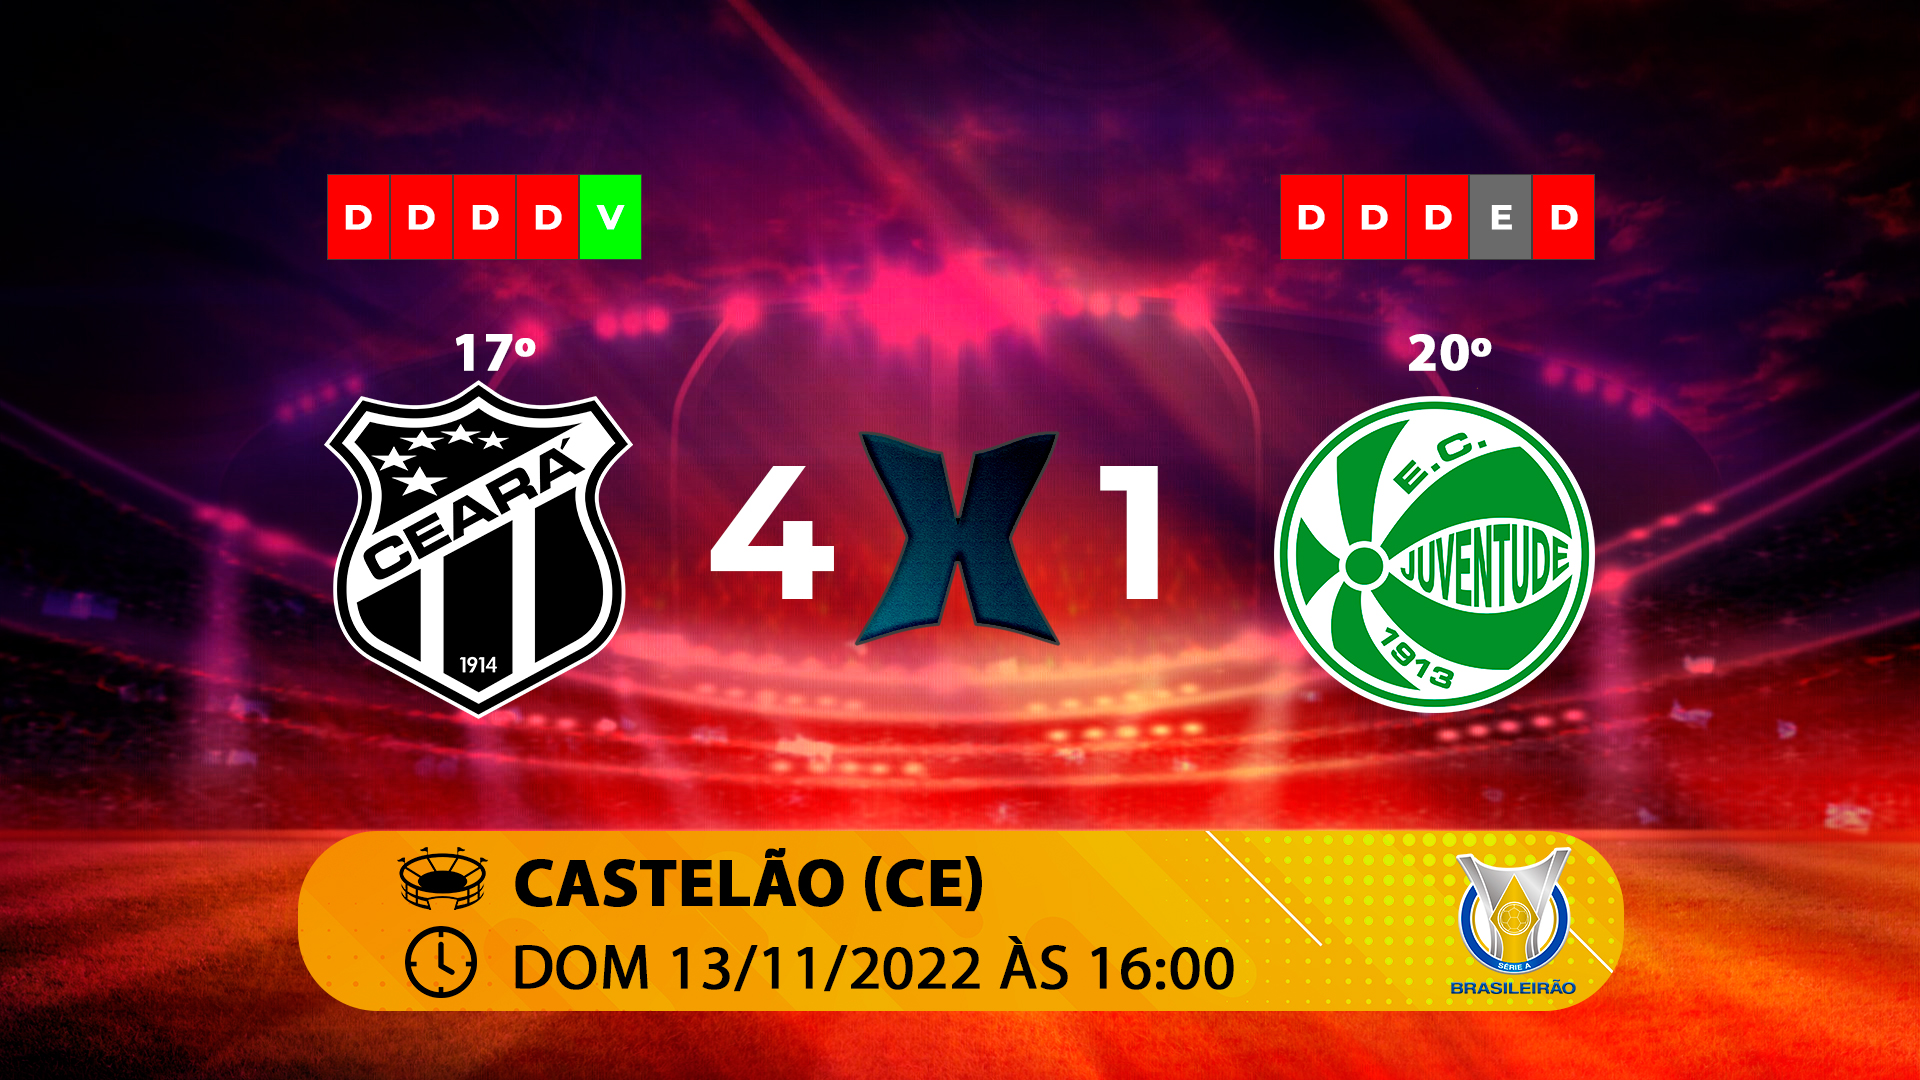 D D D D V
D D D E D
17º
20º
CEARÁ
1914
4 X 1
E.C.
JUVENTUDE
1913
CASTELÃO (CE)
DOM 13/11/2022 ÀS 16:00
SÉRIE A
BRASILEIRÃO